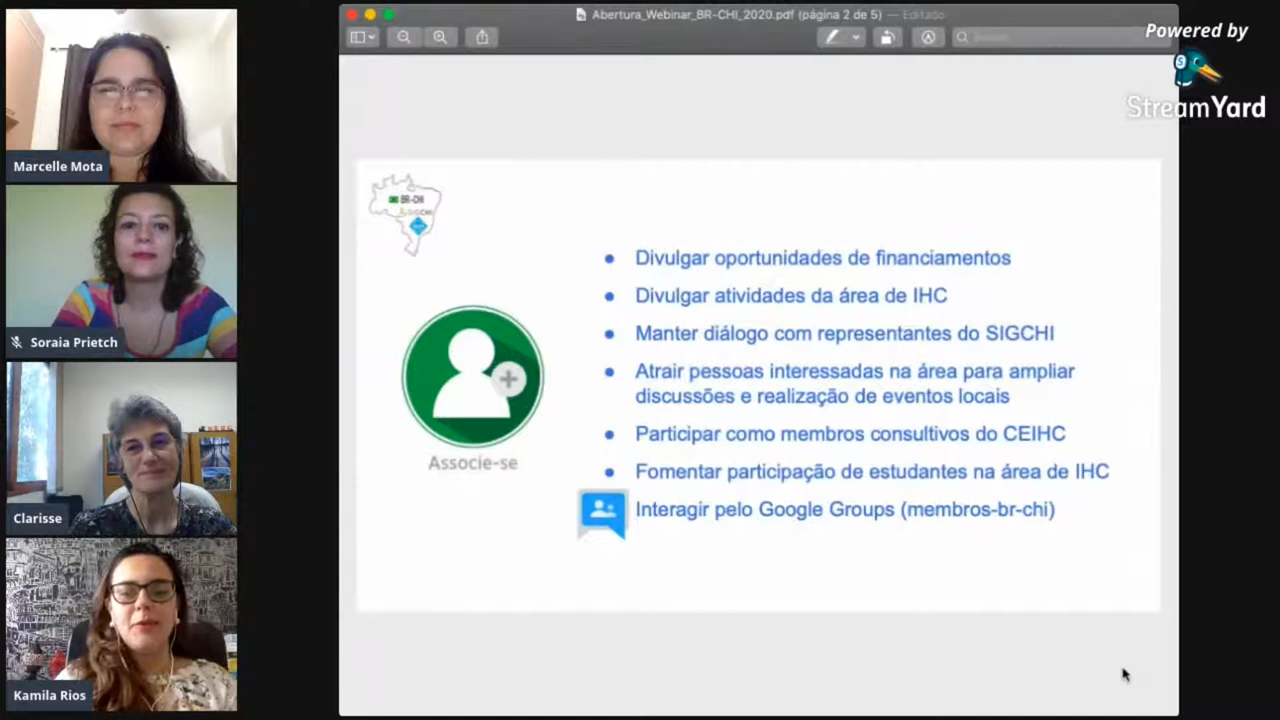 Abertura_Webinar_BR-CHI_2020.pdf (página 2 de 5) — Editado
Powered by
StreamYard
Marcelle Mota
Soraia Prietch
Clarisse
Kamila Rios
BR-CHI
Associe-se
Divulgar oportunidades de financiamentos
Divulgar atividades da área de IHC
Manter diálogo com representantes do SIGCHI
Atrair pessoas interessadas na área para ampliar
discussões e realização de eventos locais
Participar como membros consultivos do CEIHC
Fomentar participação de estudantes na área de IHC
Interagir pelo Google Groups (membros-br-chi)